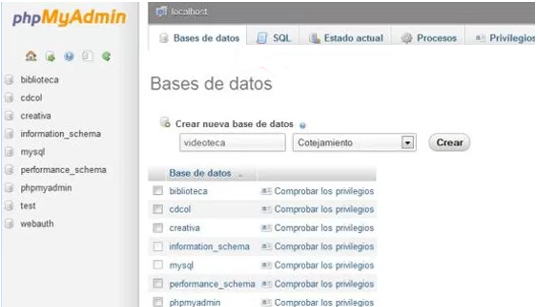 phpMyAdmin
biblioteca
cdcol
creativa
information_schema
mysql
performance_schema
phpmyadmin
test
webauth
localhost
Bases de datos SQL Estado actual Procesos Privilegios
Bases de datos
Crear nueva base de datos
videoteca Cotejamiento Crear
Base de datos
biblioteca Comprobar los privilegios
cdcol Comprobar los privilegios
creativa Comprobar los privilegios
information_schema Comprobar los privilegios
mysql Comprobar los privilegios
performance_schema Comprobar los privilegios
phpmyadmin Comprobar los privilegios